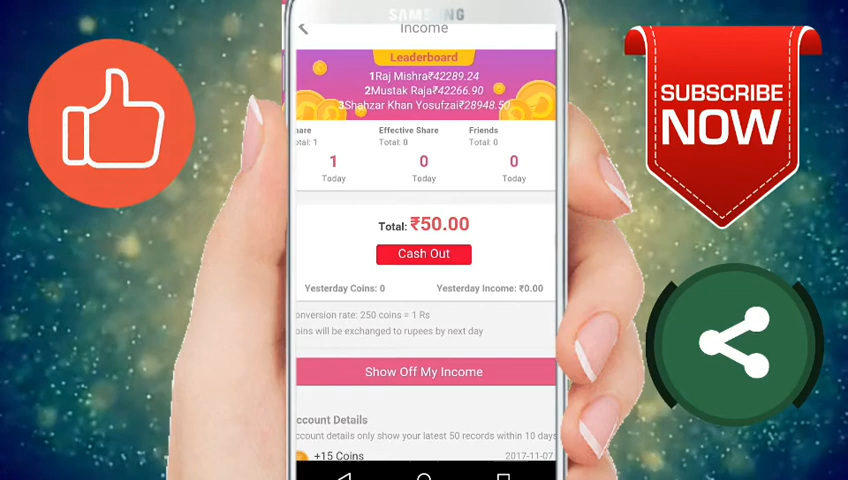 SAMSUNG
Income
Leaderboard
1Raj Mishra₹42289.24
2Mustak Raja₹42266.90
3Shahzar Khan Yosufzai₹28948.50
hare Effective Share Friends
otal: 1 Total: 0 Total: 0
1 0 0
Today Today Today
Total: ₹50.00
Cash Out
Yesterday Coins: 0 Yesterday Income: ₹0.00
onversion rate: 250 coins = 1 Rs
oins will be exchanged to rupees by next day
Show Off My Income
ccount Details
ccount details only show your latest 50 records within 10 days
+15 Coins 2017-11-07
SUBSCRIBE
NOW